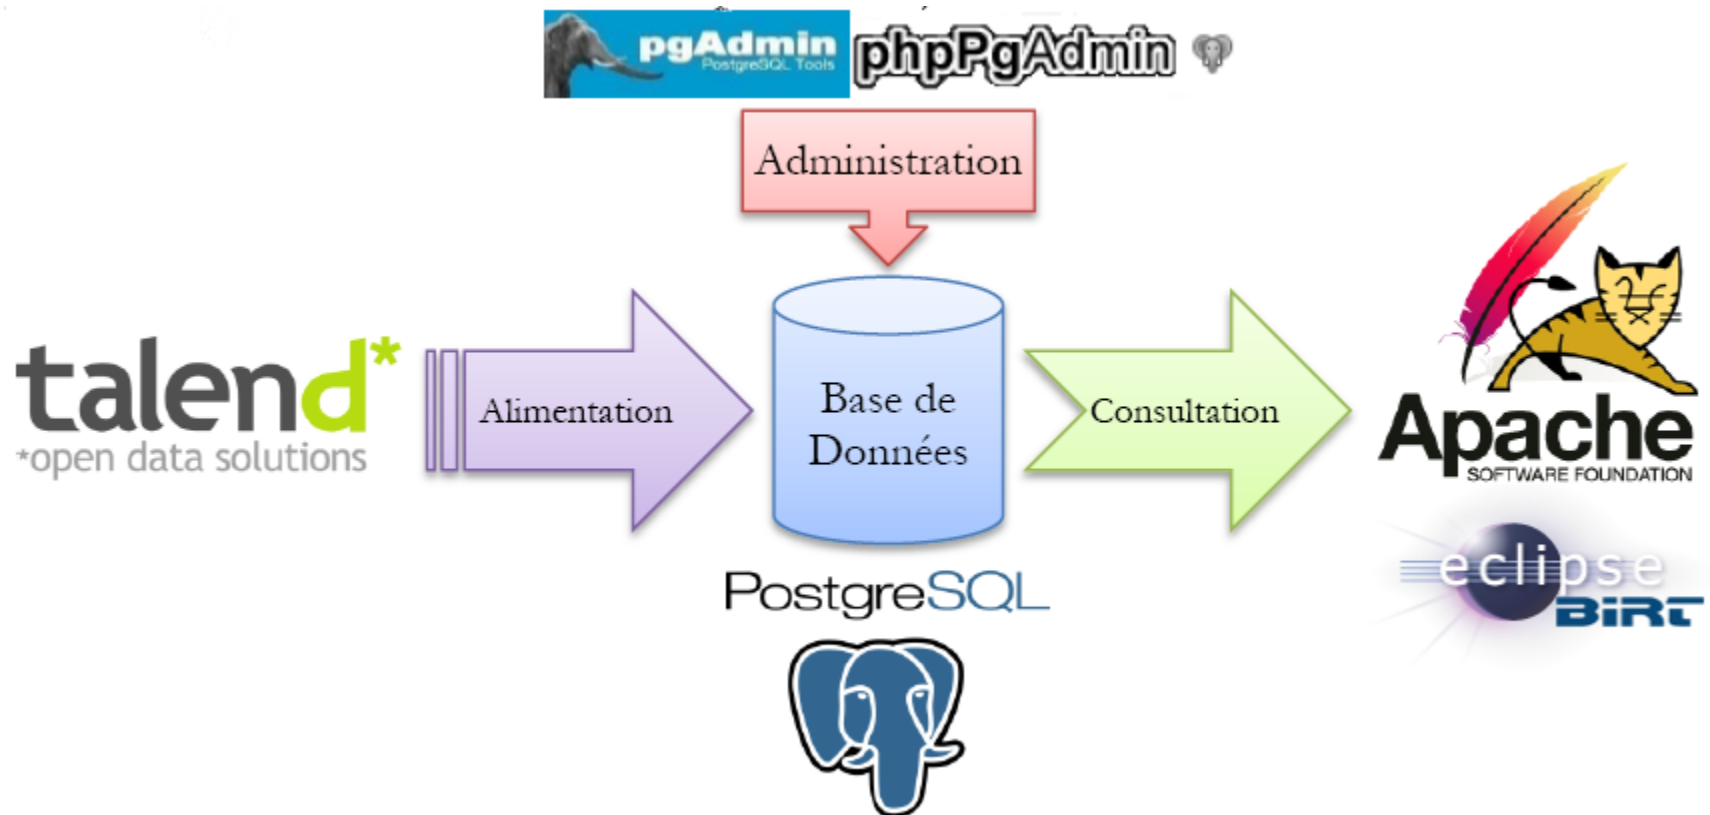 pgAdmin
PostgreSQL Tools
phpPgAdmin
Administration
talend*
*open data solutions
Alimentation
Base de
Données
Consultation
Apache
SOFTWARE FOUNDATION
eclipse
BiRT
PostgreSQL